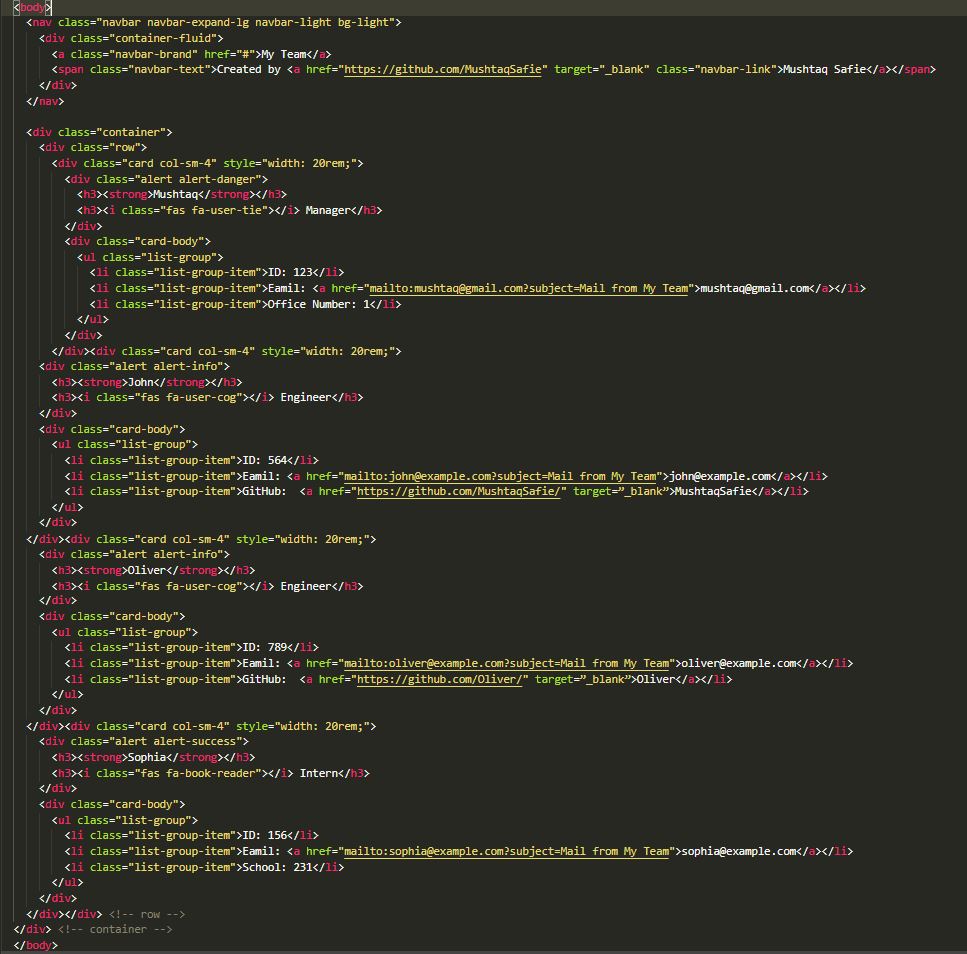 <body>
<nav class="navbar navbar-expand-lg navbar-light bg-light">
<div class="container-fluid">
<a class="navbar-brand" href="#">My Team</a>
<span class="navbar-text">Created by <a href="https://github.com/MushtaqSafie" target="_blank" class="navbar-link">Mushtaq Safie</a></span>
</div>
</nav>
<div class="container">
<div class="row">
<div class="card col-sm-4" style="width: 20rem;">
<div class="alert alert-danger">
<h3><strong>Mushtaq</strong></h3>
<h3><i class="fas fa-user-tie"></i> Manager</h3>
</div>
<div class="card-body">
<ul class="list-group">
<li class="list-group-item">ID: 123</li>
<li class="list-group-item">Eamil: <a href="mailto:mushtaq@gmail.com?subject=Mail from My Team">mushtaq@gmail.com</a></li>
<li class="list-group-item">Office Number: 1</li>
</ul>
</div>
</div><div class="card col-sm-4" style="width: 20rem;">
<div class="alert alert-info">
<h3><strong>John</strong></h3>
<h3><i class="fas fa-user-cog"></i> Engineer</h3>
</div>
<div class="card-body">
<ul class="list-group">
<li class="list-group-item">ID: 564</li>
<li class="list-group-item">Eamil: <a href="mailto:john@example.com?subject=Mail from My Team">john@example.com</a></li>
<li class="list-group-item">GitHub:  <a href="https://github.com/MushtaqSafie/" target=”_blank”>MushtaqSafie</a></li>
</ul>
</div>
</div><div class="card col-sm-4" style="width: 20rem;">
<div class="alert alert-info">
<h3><strong>Oliver</strong></h3>
<h3><i class="fas fa-user-cog"></i> Engineer</h3>
</div>
<div class="card-body">
<ul class="list-group">
<li class="list-group-item">ID: 789</li>
<li class="list-group-item">Eamil: <a href="mailto:oliver@example.com?subject=Mail from My Team">oliver@example.com</a></li>
<li class="list-group-item">GitHub:  <a href="https://github.com/Oliver/" target=”_blank”>Oliver</a></li>
</ul>
</div>
</div><div class="card col-sm-4" style="width: 20rem;">
<div class="alert alert-success">
<h3><strong>Sophia</strong></h3>
<h3><i class="fas fa-book-reader"></i> Intern</h3>
</div>
<div class="card-body">
<ul class="list-group">
<li class="list-group-item">ID: 156</li>
<li class="list-group-item">Eamil: <a href="mailto:sophia@example.com?subject=Mail from My Team">sophia@example.com</a></li>
<li class="list-group-item">School: 231</li>
</ul>
</div>
</div></div> <!-- row -->
</div> <!-- container -->
</body>